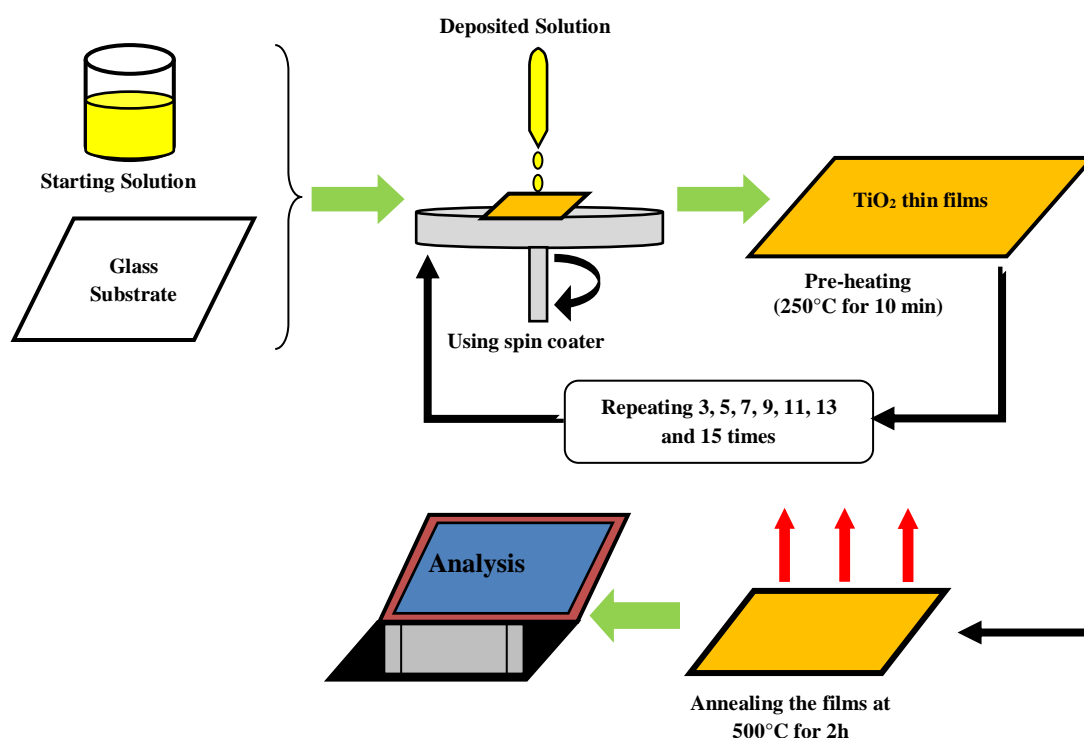 Deposited Solution
Starting Solution
Glass
Substrate
Using spin coater
TiO₂ thin films
Pre-heating
(250°C for 10 min)
Repeating 3, 5, 7, 9, 11, 13
and 15 times
Analysis
Annealing the films at
500°C for 2h